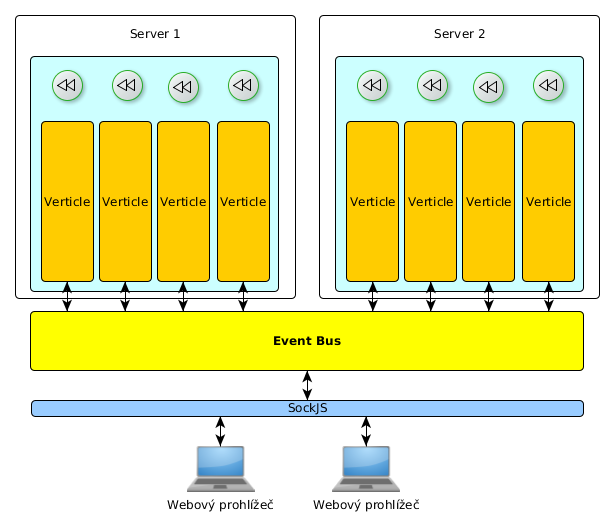 Server 1
Server 2
Verticle
Verticle
Verticle
Verticle
Verticle
Verticle
Verticle
Verticle
Event Bus
SockJS
Webový prohlížeč
Webový prohlížeč